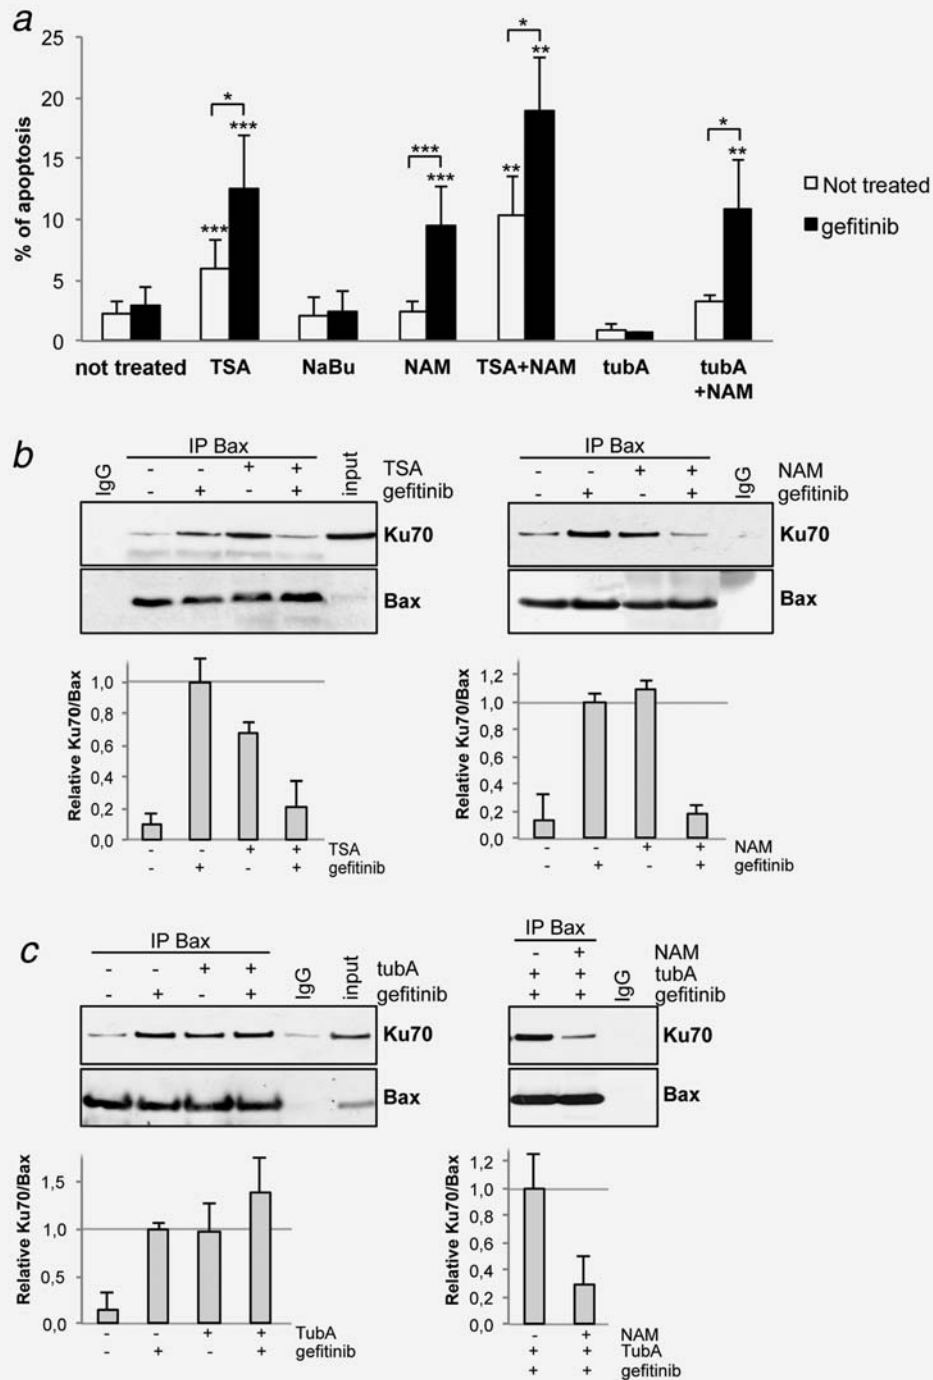 a
25
20
15
10
5
0
% of apoptosis
*
***
***
***
***
*
**
**
*
**
Not treated
gefitinib
not treated
TSA
NaBu
NAM
TSA+NAM
tubA
tubA
+NAM
b
IP Bax
IgG
- - + + TSA
- + - + gefitinib
input
Ku70
Bax
Relative Ku70/Bax
1,0
0,8
0,6
0,4
0,2
0,0
- - + + TSA
- + - + gefitinib
IP Bax
- - + + NAM
- + - + gefitinib
IgG
Ku70
Bax
Relative Ku70/Bax
1,2
1,0
0,8
0,6
0,4
0,2
0,0
- - + + NAM
- + - + gefitinib
c
IP Bax
- - + + tubA
- + - + gefitinib
IgG
input
Ku70
Bax
Relative Ku70/Bax
1,5
1,0
0,5
0,0
- - + + TubA
- + - + gefitinib
IP Bax
- + NAM
+ + tubA
+ + gefitinib
IgG
Ku70
Bax
Relative Ku70/Bax
1,2
1,0
0,8
0,6
0,4
0,2
0,0
- + NAM
+ + TubA
+ + gefitinib